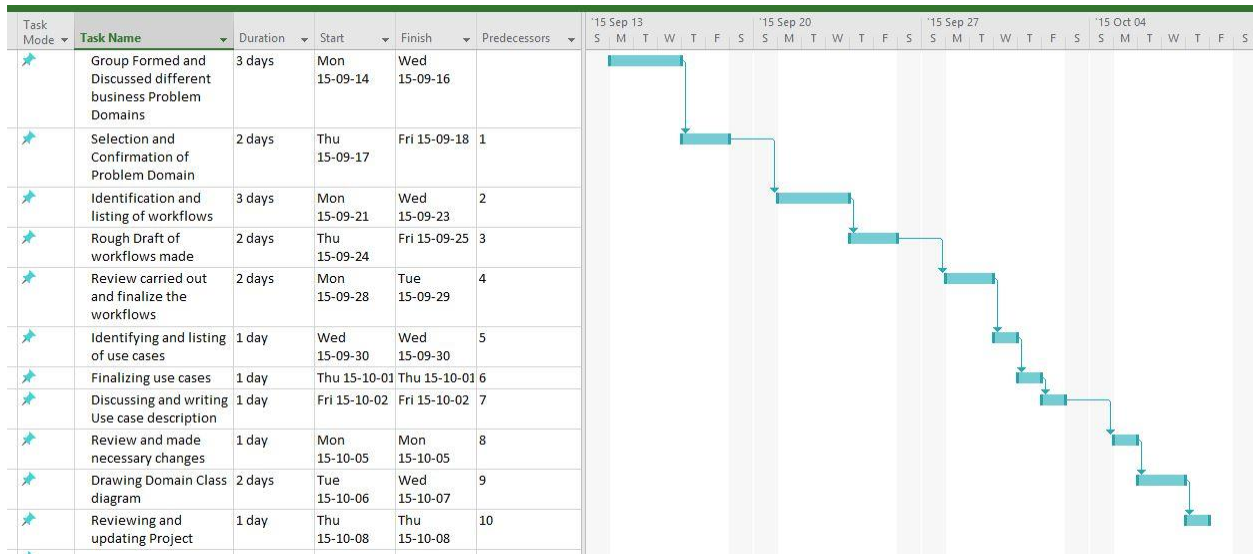 Task Mode Task Name Duration Start Finish Predecessors
'15 Sep 13 '15 Sep 20 '15 Sep 27 '15 Oct 04
S M T W T F S S M T W T F S S M T W T F S S M T W T F S
Group Formed and Discussed different business Problem Domains 3 days Mon 15-09-14 Wed 15-09-16
Selection and Confirmation of Problem Domain 2 days Thu 15-09-17 Fri 15-09-18 1
Identification and listing of workflows 3 days Mon 15-09-21 Wed 15-09-23 2
Rough Draft of workflows made 2 days Thu 15-09-24 Fri 15-09-25 3
Review carried out and finalize the workflows 2 days Mon 15-09-28 Tue 15-09-29 4
Identifying and listing of use cases 1 day Wed 15-09-30 Wed 15-09-30 5
Finalizing use cases 1 day Thu 15-10-01 Thu 15-10-01 6
Discussing and writing Use case description 1 day Fri 15-10-02 Fri 15-10-02 7
Review and made necessary changes 1 day Mon 15-10-05 Mon 15-10-05 8
Drawing Domain Class diagram 2 days Tue 15-10-06 Wed 15-10-07 9
Reviewing and updating Project 1 day Thu 15-10-08 Thu 15-10-08 10